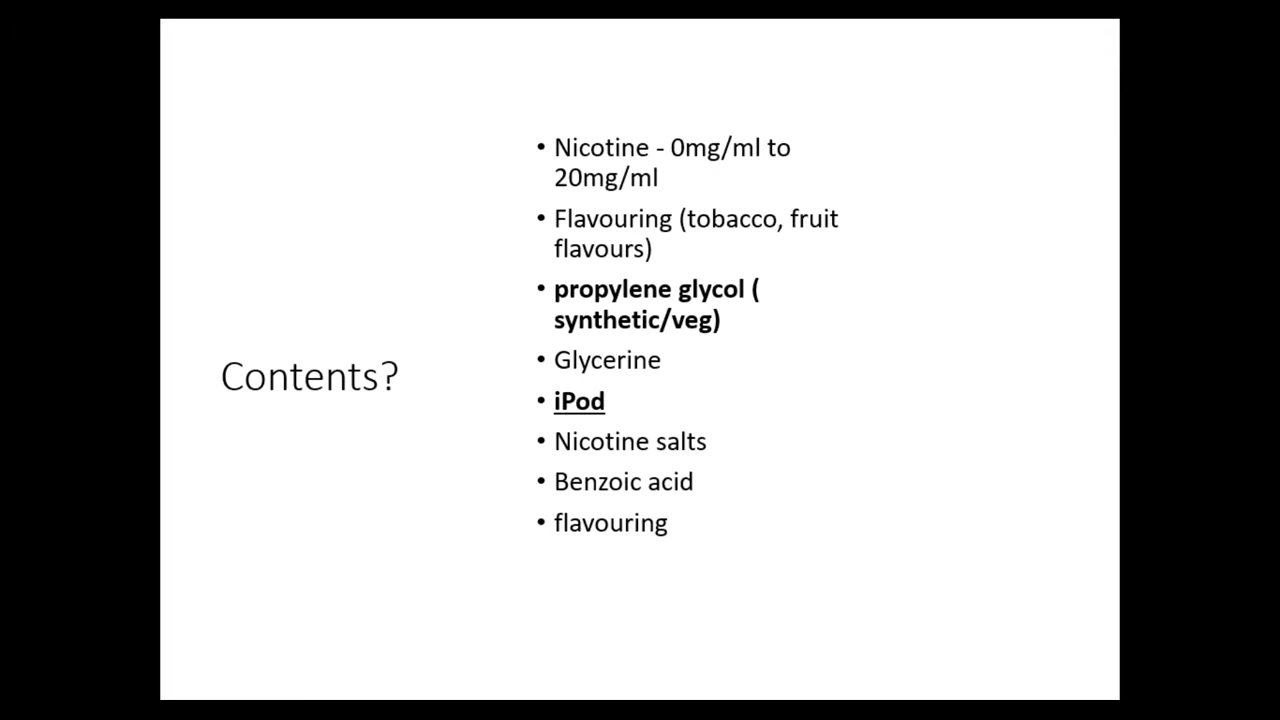 Contents?
• Nicotine - 0mg/ml to
20mg/ml
• Flavouring (tobacco, fruit
flavours)
• propylene glycol (
synthetic/veg)
• Glycerine
• iPod
• Nicotine salts
• Benzoic acid
• flavouring